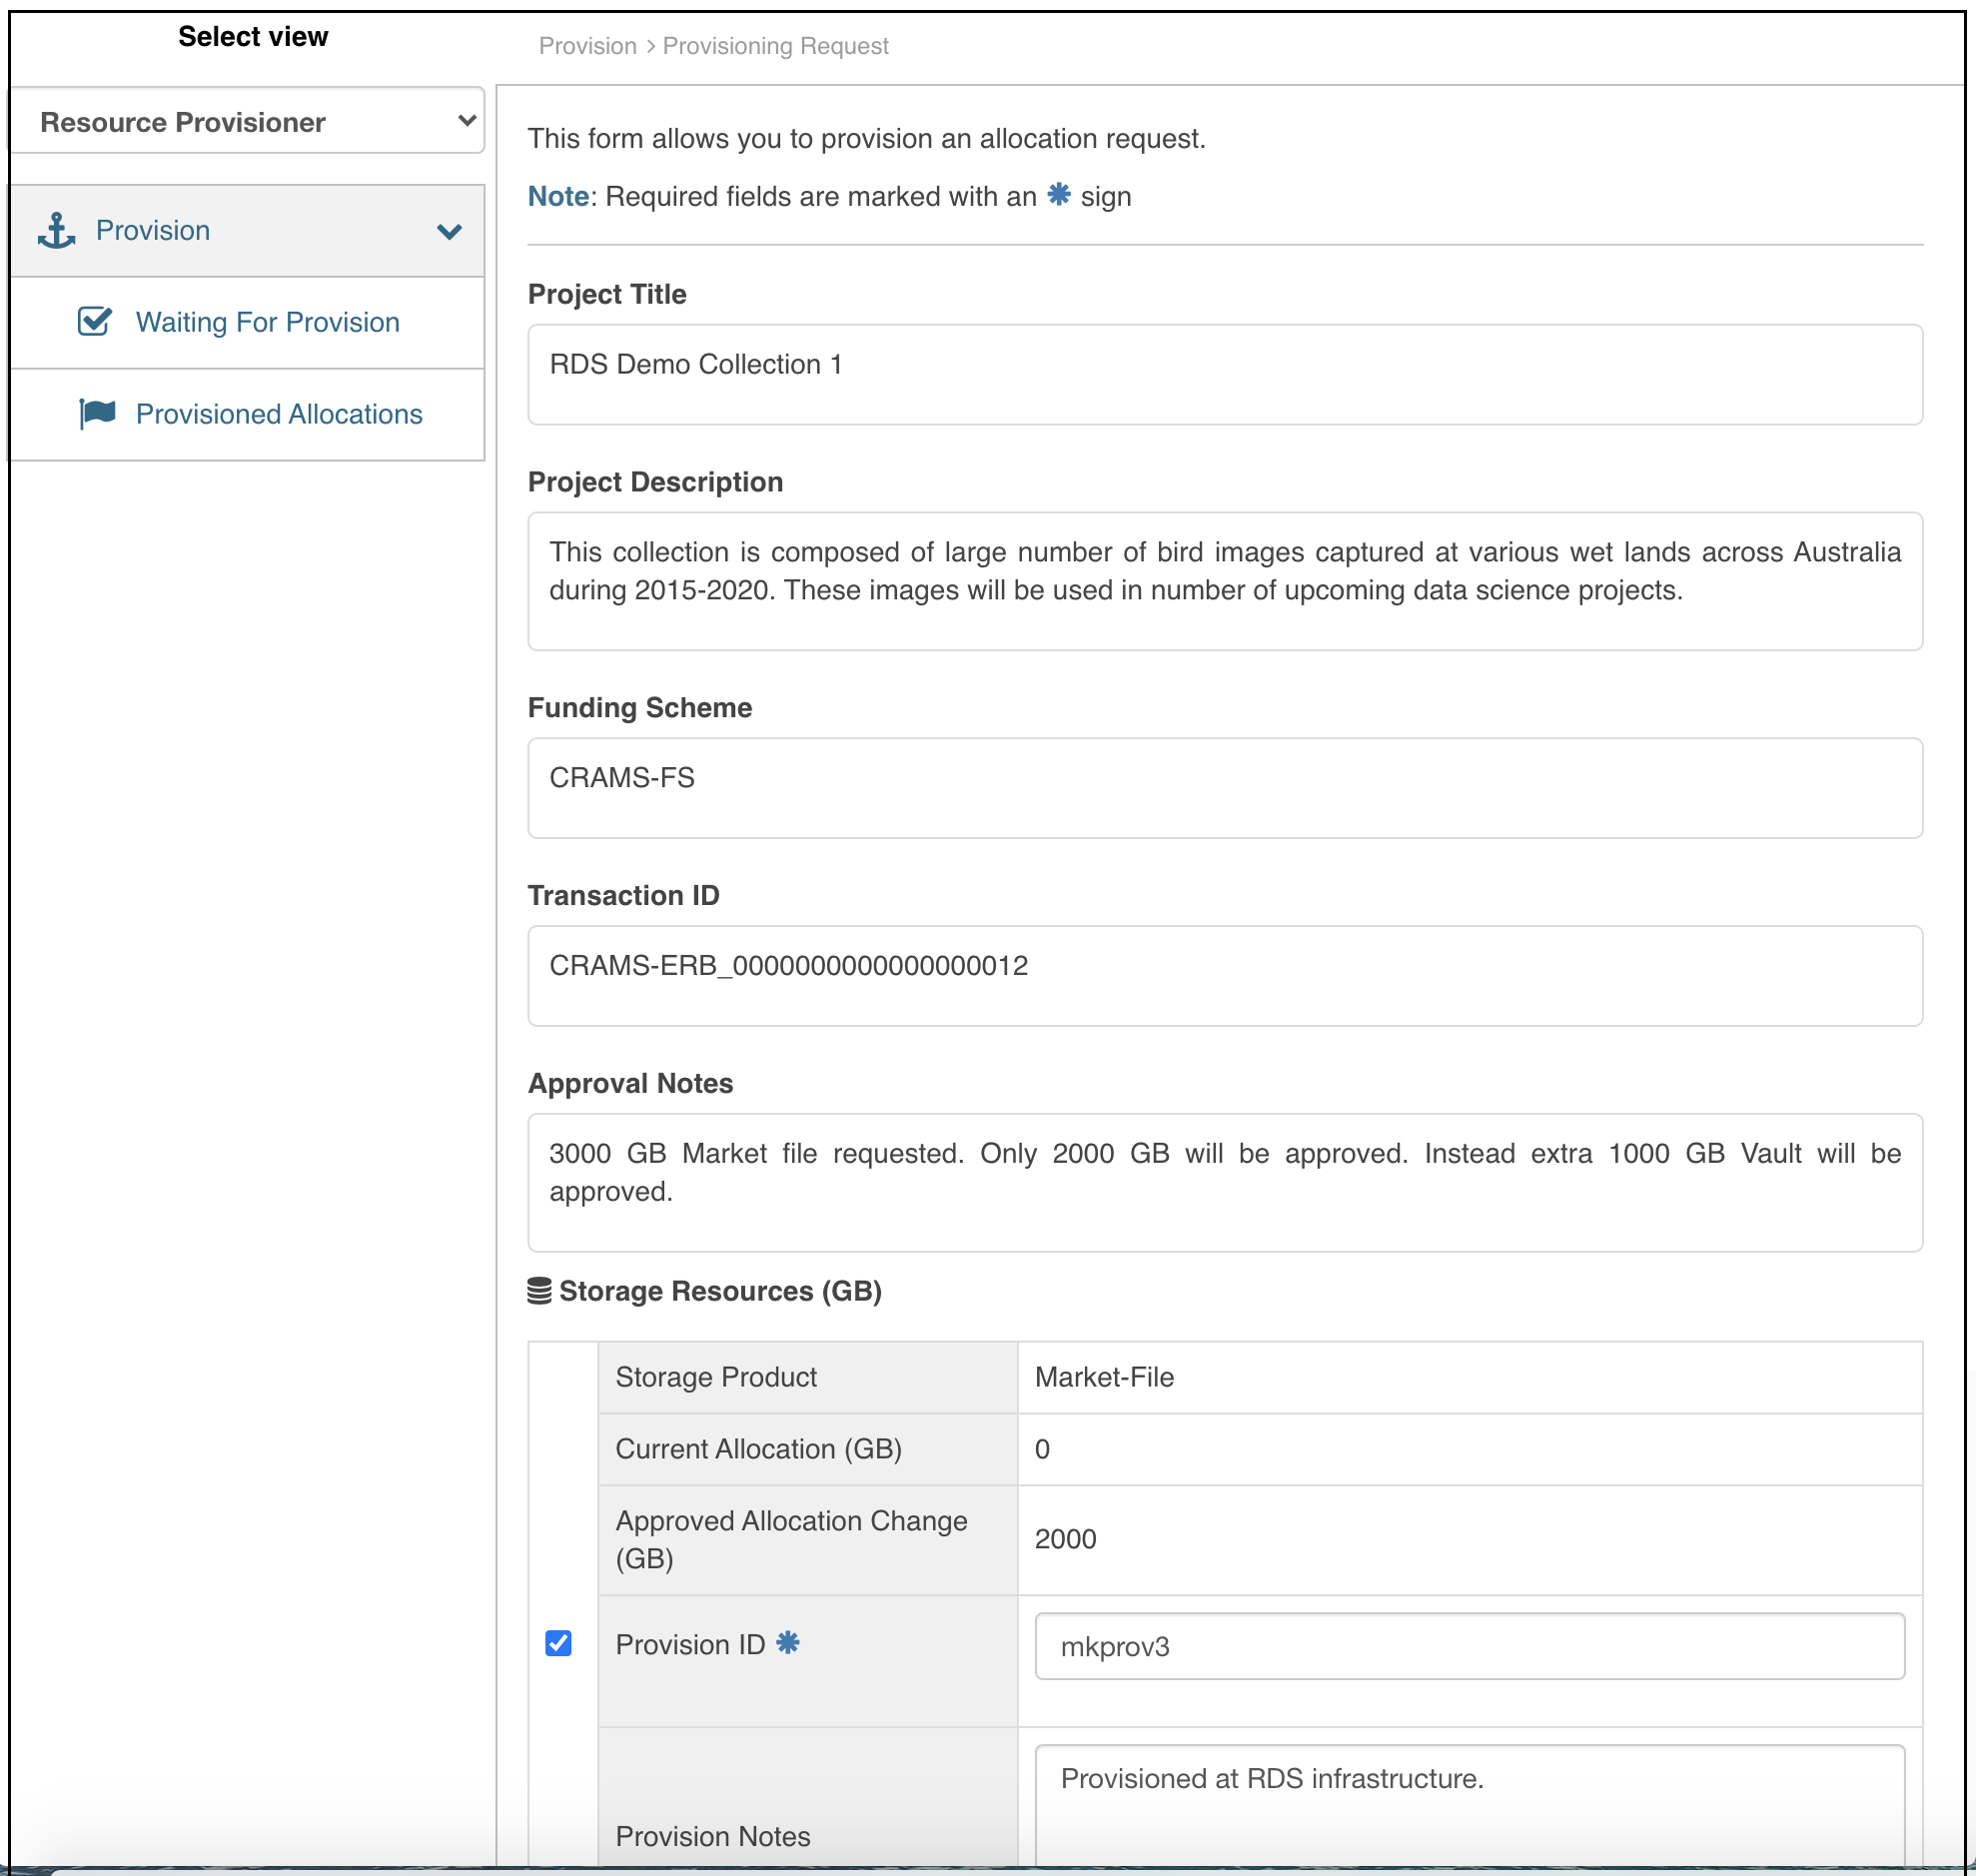 Select view
Resource Provisioner
Provision
Waiting For Provision
Provisioned Allocations
Provision > Provisioning Request
This form allows you to provision an allocation request.
Note: Required fields are marked with an ✱ sign
Project Title
RDS Demo Collection 1
Project Description
This collection is composed of large number of bird images captured at various wet lands across Australia
during 2015-2020. These images will be used in number of upcoming data science projects.
Funding Scheme
CRAMS-FS
Transaction ID
CRAMS-ERB_0000000000000000012
Approval Notes
3000 GB Market file requested. Only 2000 GB will be approved. Instead extra 1000 GB Vault will be
approved.
Storage Resources (GB)
Storage Product Market-File
Current Allocation (GB) 0
Approved Allocation Change
(GB) 2000
Provision ID ✱ mkprov3
Provisioned at RDS infrastructure.
Provision Notes